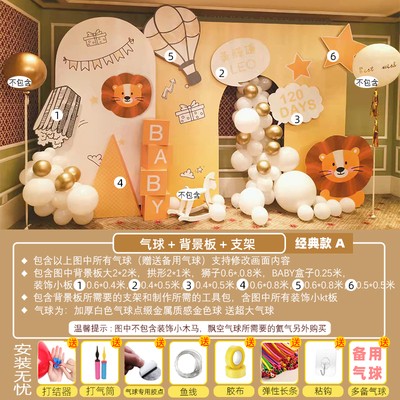 5
6
2
LEO
Best wish
不包含
不包含
不包含
1
120
DAYS
3
BABY
4
气球+背景板+支架 经典款 A
包含以上图中所有气球（赠送备用气球）支持修改画面内容
包含图中背景板大2*2米，拱形2*1米，狮子0.6*0.8米，BABY盒子0.25米，
装饰小板①0.6*0.4米②0.4*0.5米③0.4*0.5米④0.6*0.8米⑤0.6*0.5米⑥0.5*0.5米
包含背景板所需要的支架和制作所需的工具包，含图中所有装饰小kt板
气球为：加厚白色气球点缀金属质感金色球 送超大气球
温馨提示：图中不包含装饰小木马，飘空气球所需要的氦气另外购买
安装无忧
送 送 送 送 送 送 送 送
备用
气球
打结器 打气筒 气球专用胶点 鱼线 胶布 弹性长条 粘钩 多备气球